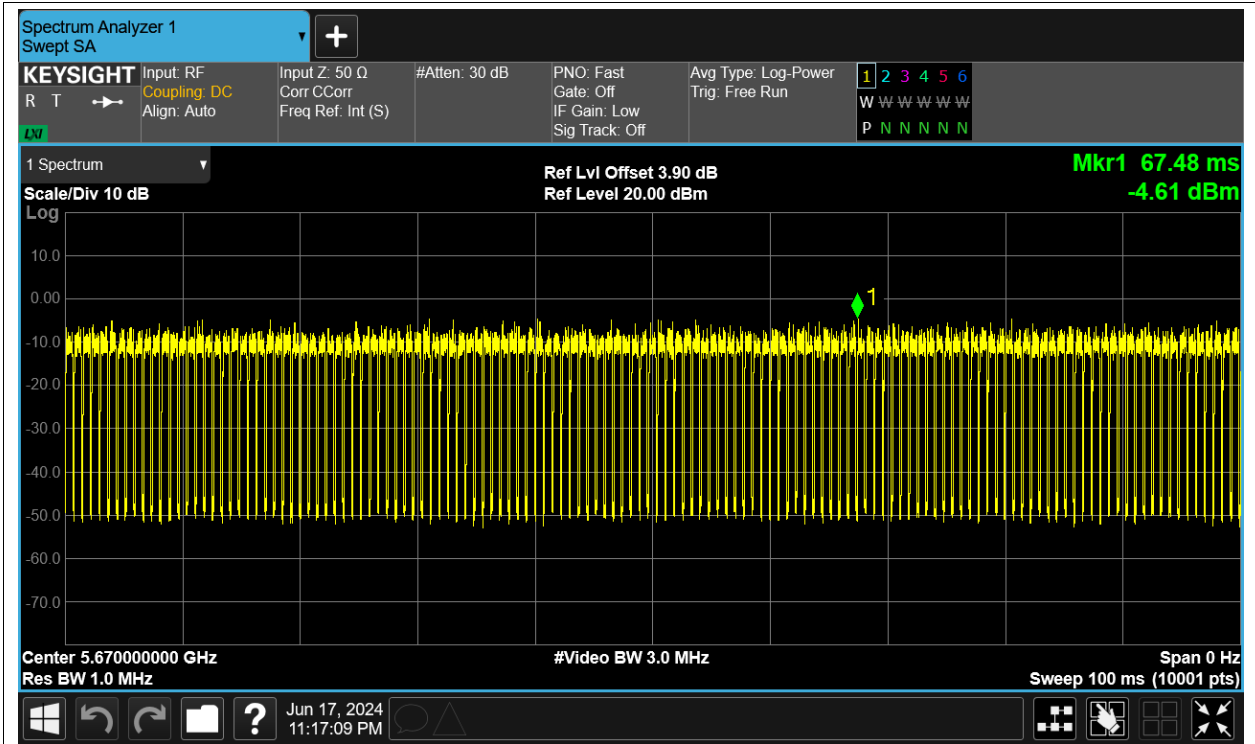 Spectrum Analyzer 1
Swept SA
KEYSIGHT
R T
LXI
Input: RF
Coupling: DC
Align: Auto
Input Z: 50 Ω
Corr CCorr
Freq Ref: Int (S)
#Atten: 30 dB
PNO: Fast
Gate: Off
IF Gain: Low
Sig Track: Off
Avg Type: Log-Power
Trig: Free Run
1 2 3 4 5 6
W W W W W W
P N N N N N
1 Spectrum
Scale/Div 10 dB
Log
Ref Lvl Offset 3.90 dB
Ref Level 20.00 dBm
Mkr1 67.48 ms
-4.61 dBm
10.0
0.00
1
-10.0
-20.0
-30.0
-40.0
-50.0
-60.0
-70.0
Center 5.670000000 GHz
Res BW 1.0 MHz
#Video BW 3.0 MHz
Span 0 Hz
Sweep 100 ms (10001 pts)
?
Jun 17, 2024
11:17:09 PM